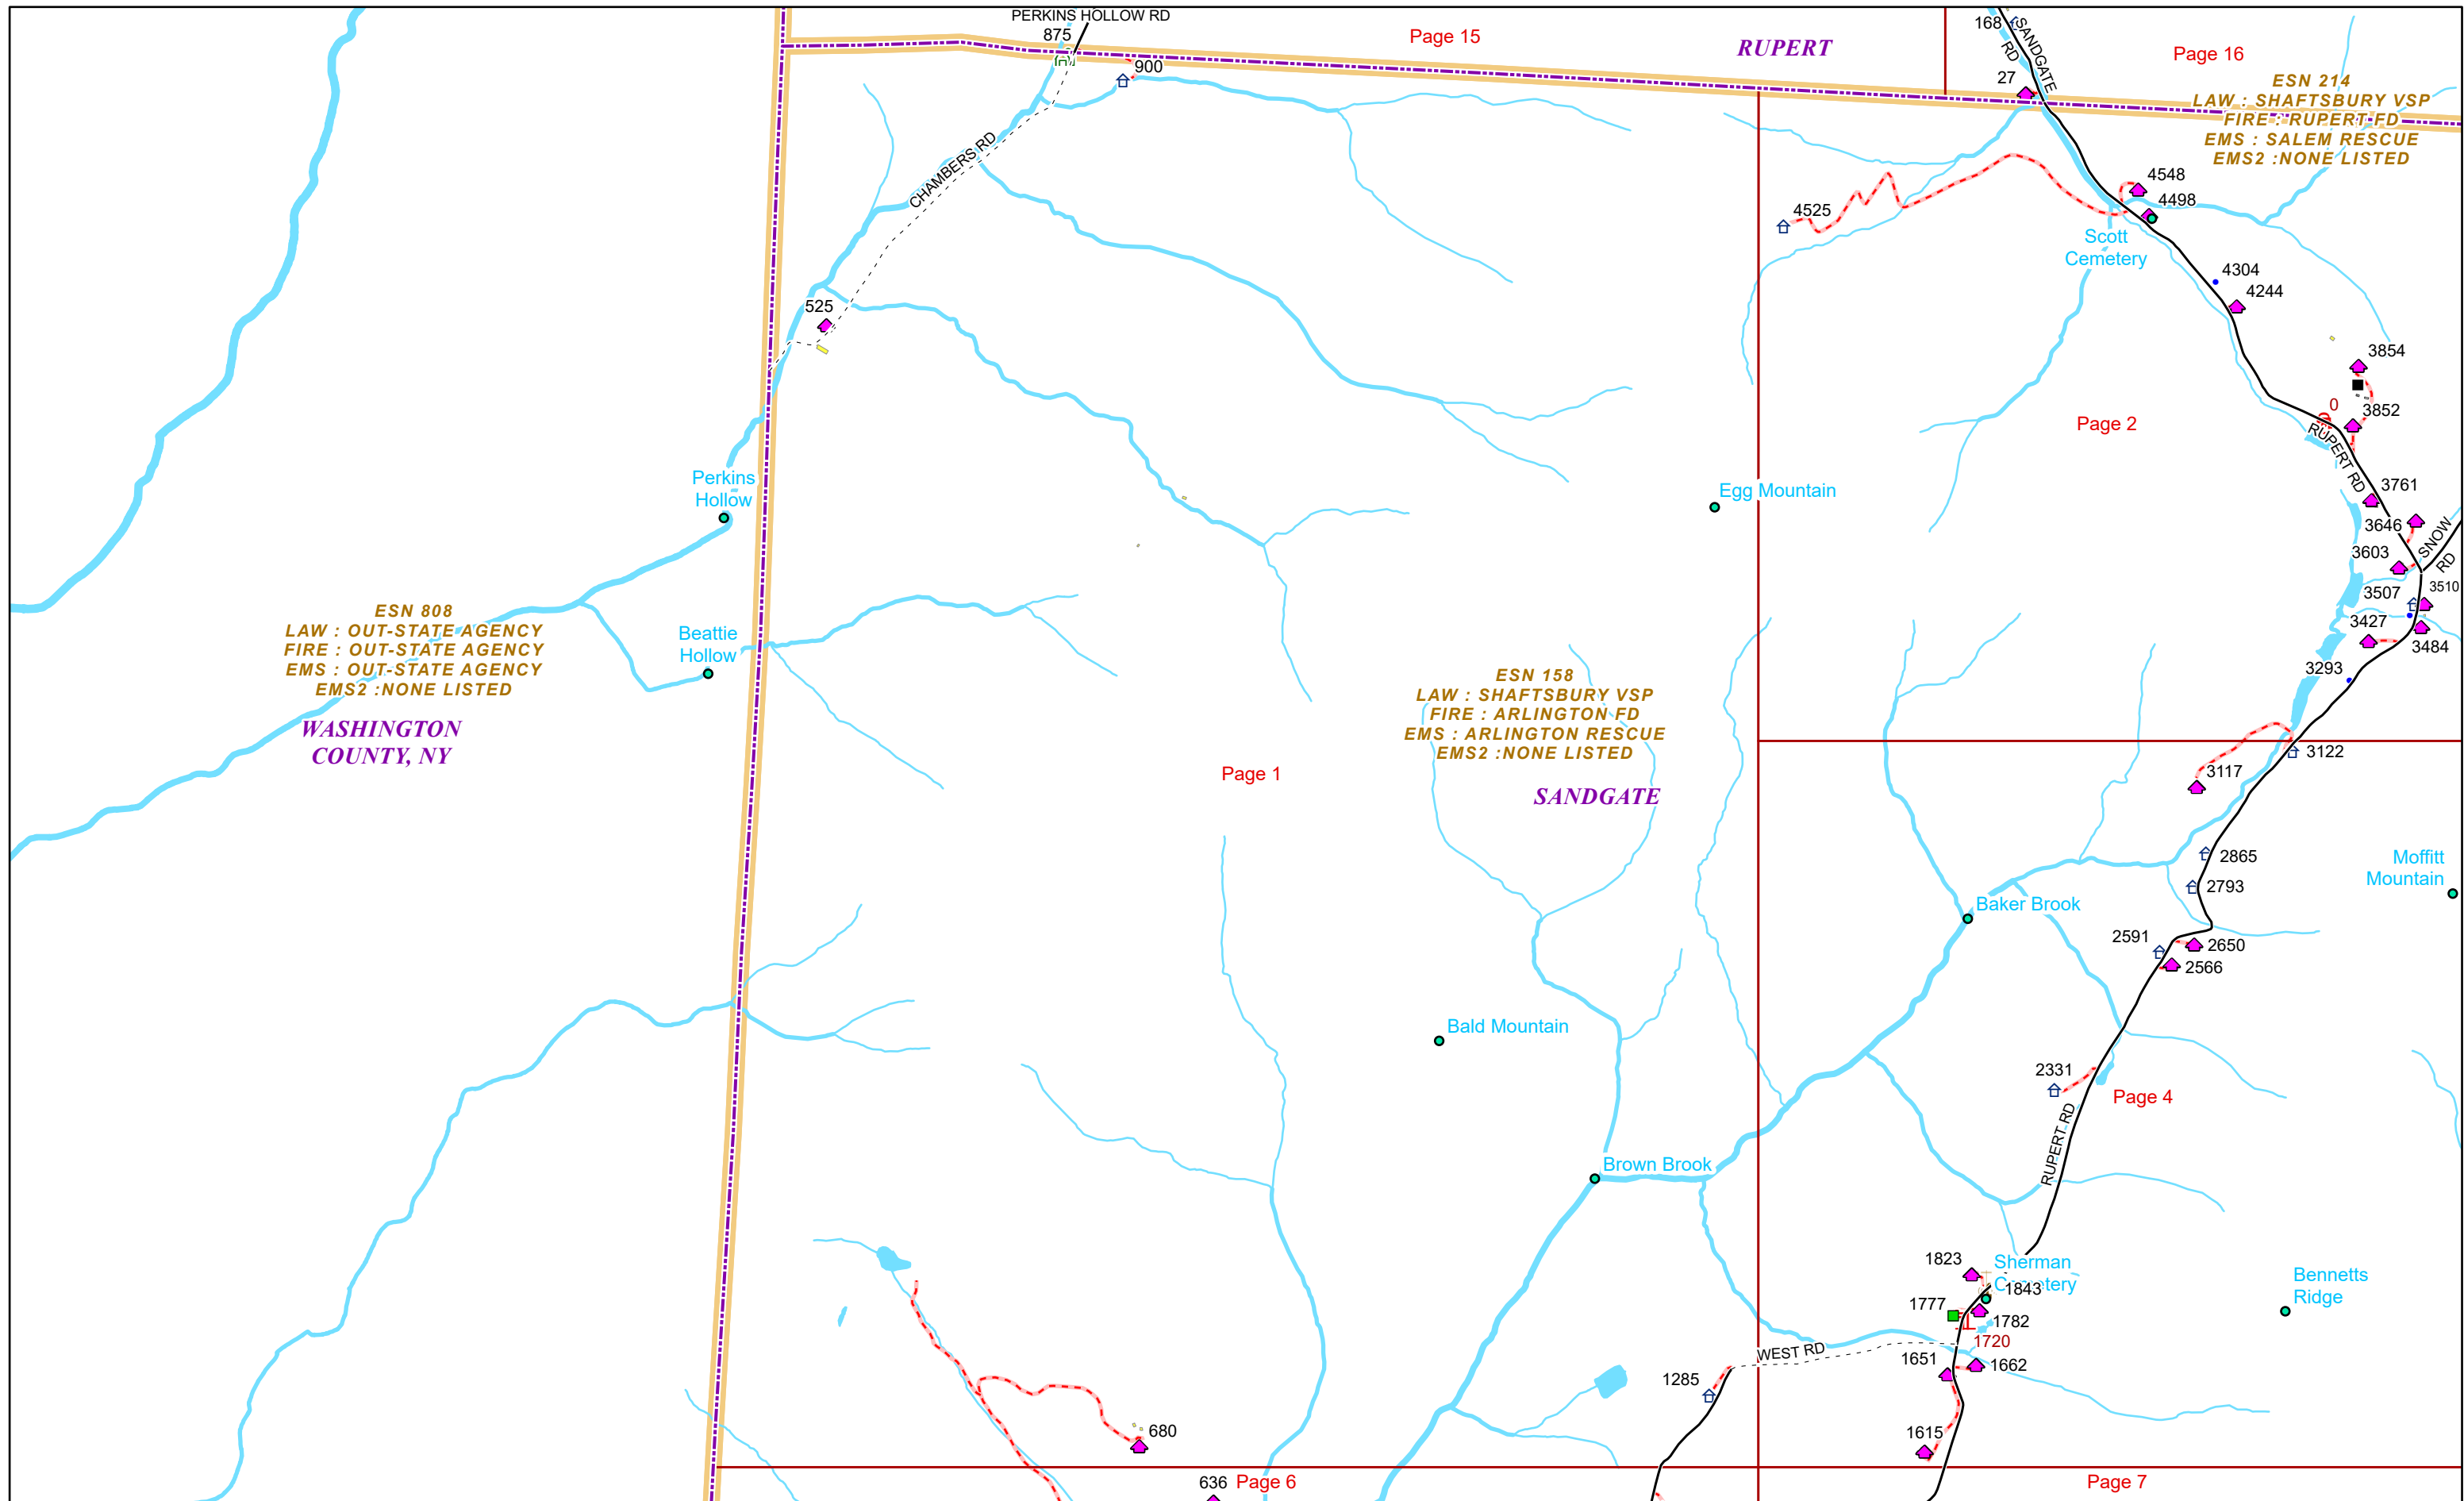 PERKINS HOLLOW RD
875
900
Page 15
RUPERT
168
SANDGATE
RD
27
Page 16
ESN 214
LAW : SHAFTSBURY VSP
FIRE : RUPERT FD
EMS : SALEM RESCUE
EMS2 :NONE LISTED
CHAMBERS RD
4548
4498
4525
Scott
Cemetery
4304
4244
525
3854
0
3852
Page 2
RUPERT RD
Perkins
Hollow
Egg Mountain
3761
3646
SNOW
RD
3603
3507
3510
3427
3484
3293
ESN 808
LAW : OUT-STATE AGENCY
FIRE : OUT-STATE AGENCY
EMS : OUT-STATE AGENCY
EMS2 :NONE LISTED
Beattie
Hollow
WASHINGTON
COUNTY, NY
ESN 158
LAW : SHAFTSBURY VSP
FIRE : ARLINGTON FD
EMS : ARLINGTON RESCUE
EMS2 :NONE LISTED
Page 1
SANDGATE
3122
3117
2865
2793
Moffitt
Mountain
Baker Brook
2591
2650
2566
Bald Mountain
2331
Page 4
RUPERT RD
Brown Brook
1823
Sherman
Cemetery
1843
1777
1782
1720
Bennetts
Ridge
WEST RD
1651
1662
1285
1615
680
636
Page 6
Page 7